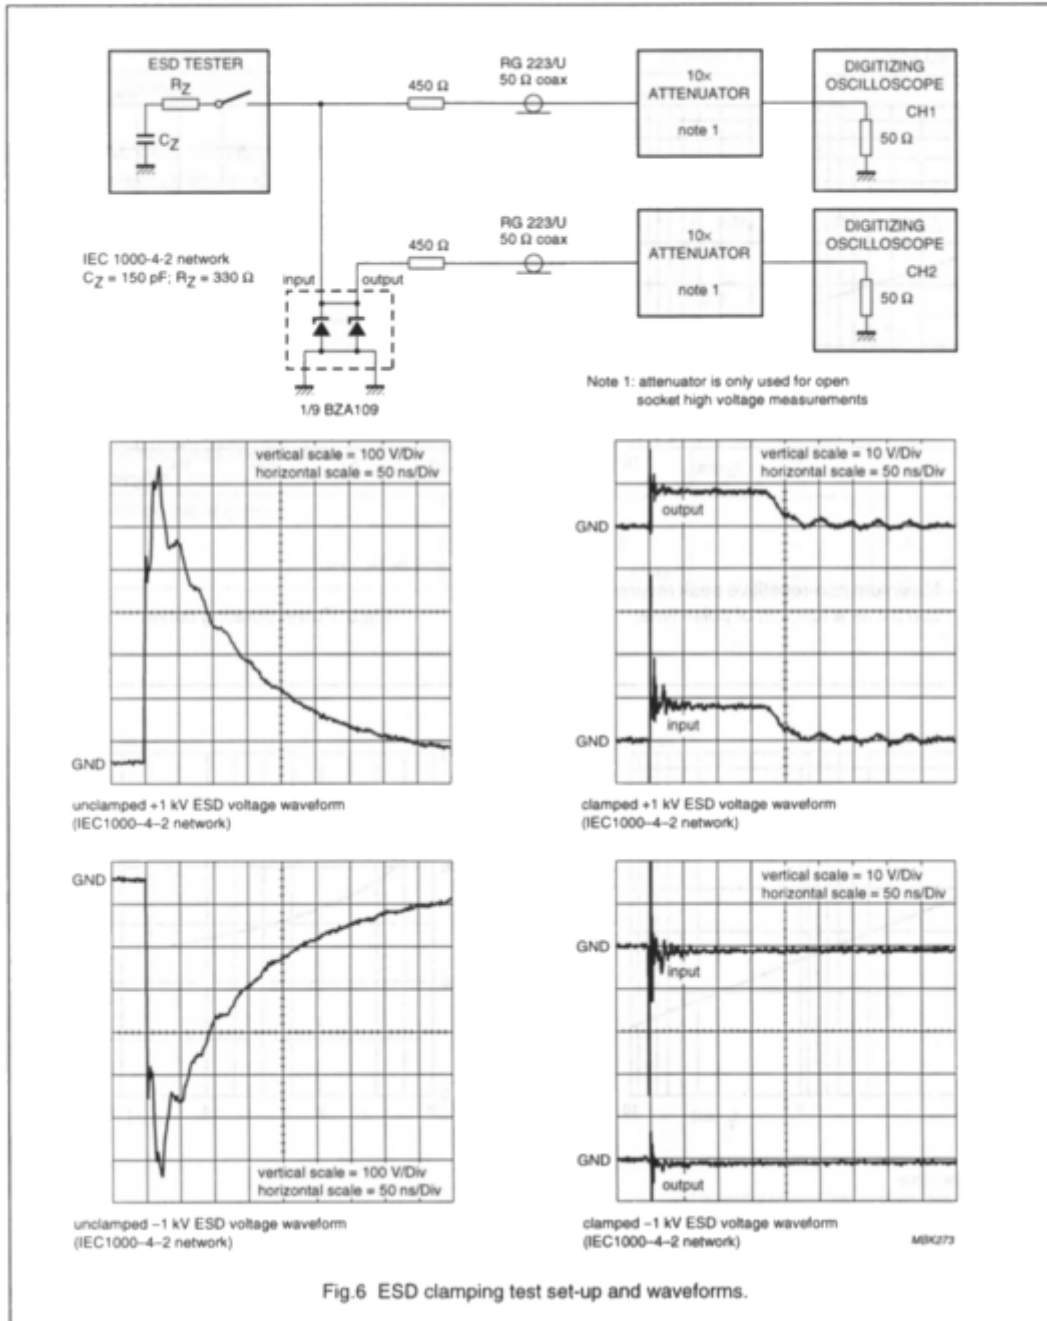 ESD TESTER
RZ
CZ
450 Ω
RG 223/U
50 Ω coax
10×
ATTENUATOR
note 1
DIGITIZING
OSCILLOSCOPE
CH1
50 Ω
IEC 1000-4-2 network
CZ = 150 pF; RZ = 330 Ω
450 Ω
RG 223/U
50 Ω coax
10×
ATTENUATOR
note 1
DIGITIZING
OSCILLOSCOPE
CH2
50 Ω
input
output
1/9 BZA109
Note 1: attenuator is only used for open
socket high voltage measurements
vertical scale = 100 V/Div
horizontal scale = 50 ns/Div
GND
unclamped +1 kV ESD voltage waveform
(IEC1000–4–2 network)
vertical scale = 10 V/Div
horizontal scale = 50 ns/Div
GND
output
GND
input
clamped +1 kV ESD voltage waveform
(IEC1000–4–2 network)
GND
vertical scale = 100 V/Div
horizontal scale = 50 ns/Div
unclamped –1 kV ESD voltage waveform
(IEC1000–4–2 network)
vertical scale = 10 V/Div
horizontal scale = 50 ns/Div
GND
input
GND
output
clamped –1 kV ESD voltage waveform
(IEC1000–4–2 network)
MBK273
Fig.6 ESD clamping test set-up and waveforms.